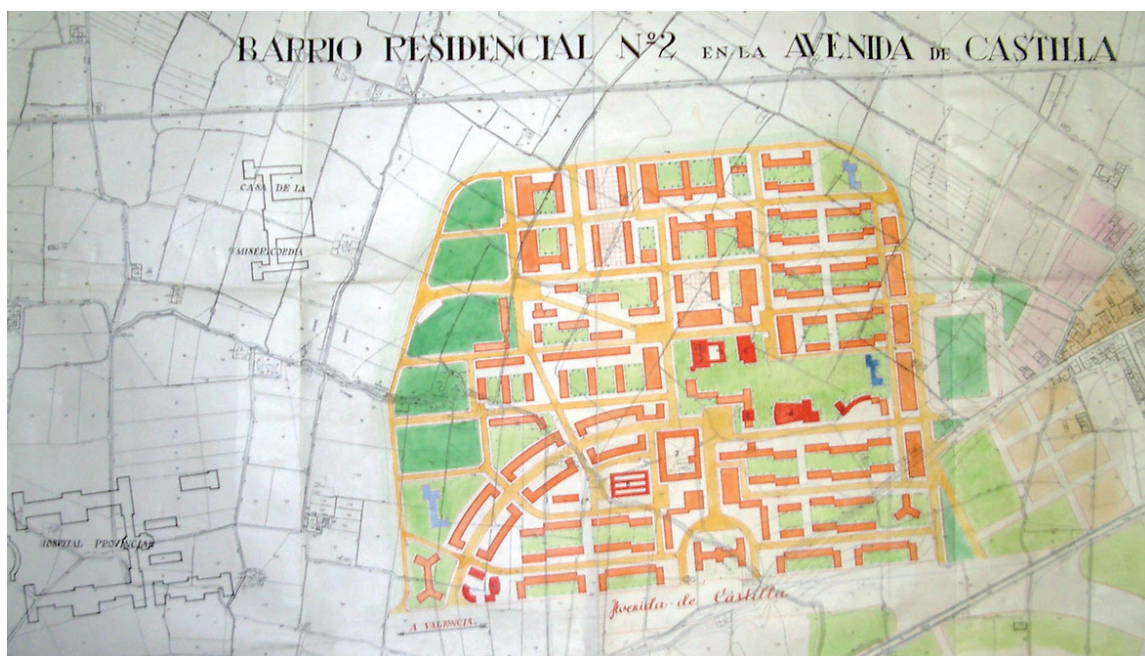 BARRIO RESIDENCIAL Nº2 EN LA AVENIDA DE CASTILLA
CASA DE LA
MISERICORDIA
HOSPITAL PROVINCIAL
Avenida de Castilla
A VALENCIA